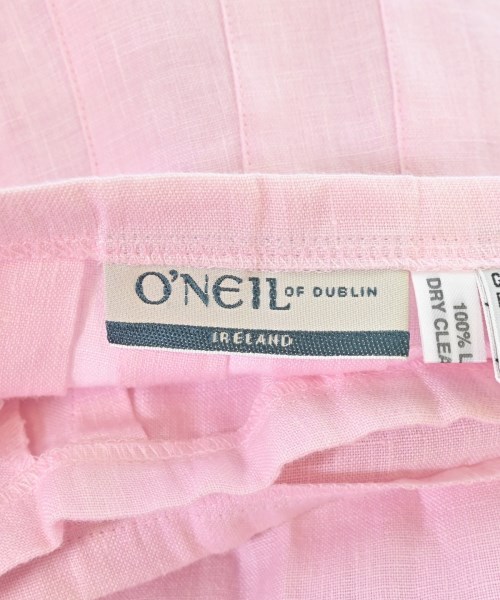 O'NEIL OF DUBLIN
IRELAND
100% L
DRY CLEA